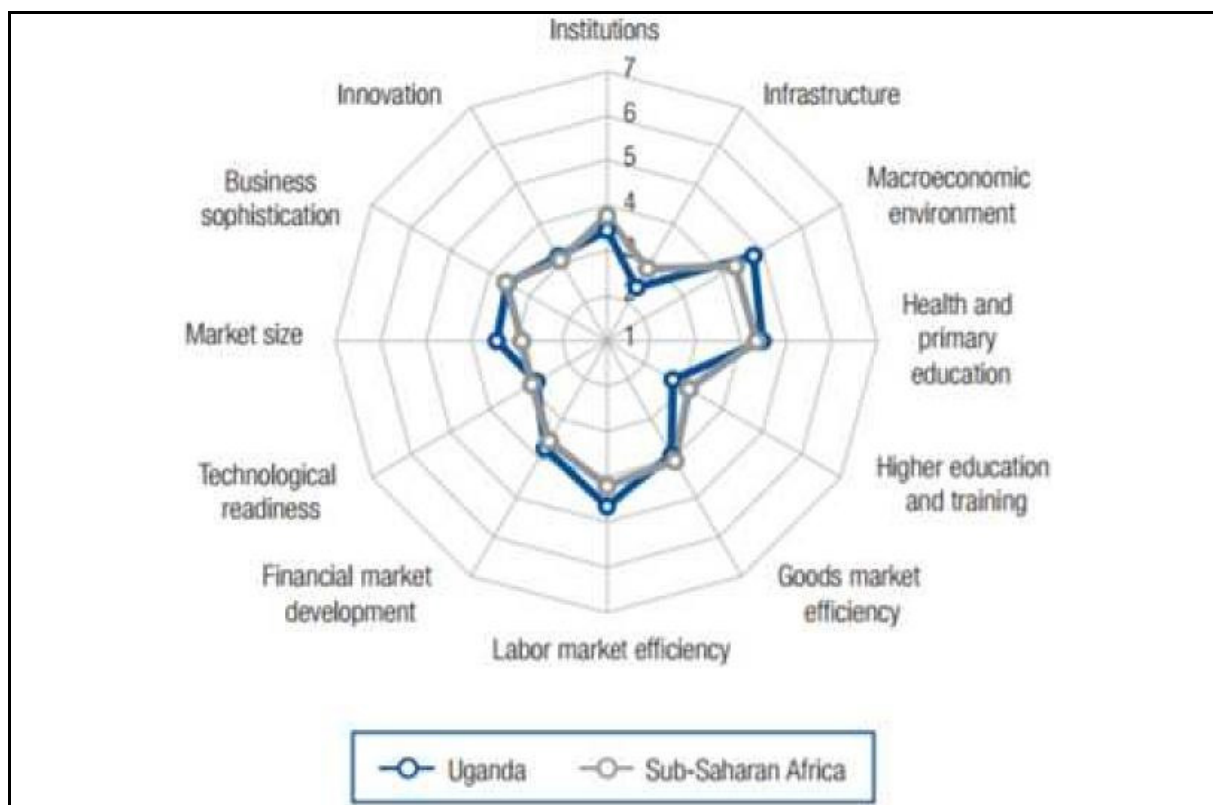 Institutions
7
Infrastructure
6
5
4
2
1
Macroeconomic
environment
Health and
primary
education
Higher education
and training
Goods market
efficiency
Labor market efficiency
Financial market
development
Technological
readiness
Market size
Business
sophistication
Innovation
Uganda
Sub-Saharan Africa